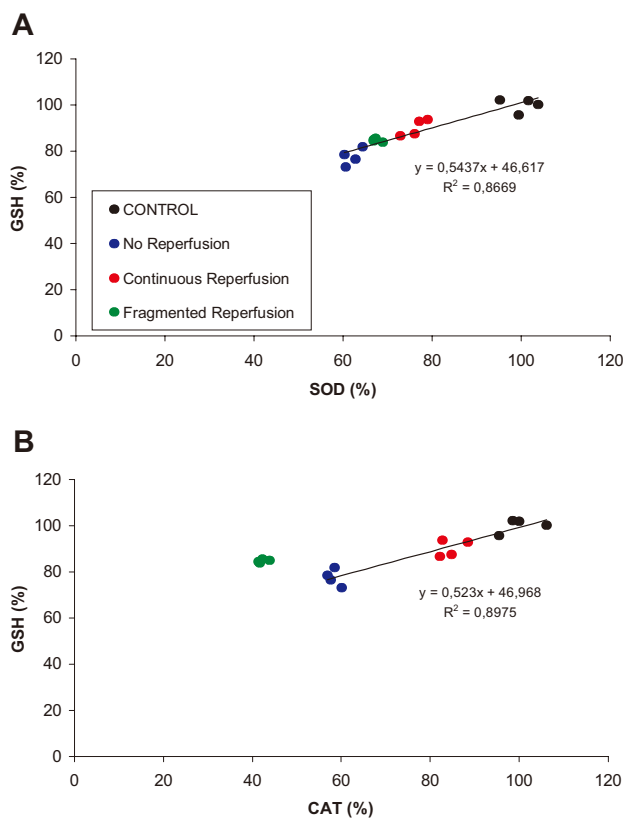 A
120
100
80
60
40
20
0
GSH (%)
y = 0,5437x + 46,617
R² = 0,8669
CONTROL
No Reperfusion
Continuous Reperfusion
Fragmented Reperfusion
0 20 40 60 80 100 120
SOD (%)
B
120
100
80
60
40
20
0
GSH (%)
y = 0,523x + 46,968
R² = 0,8975
0 20 40 60 80 100 120
CAT (%)